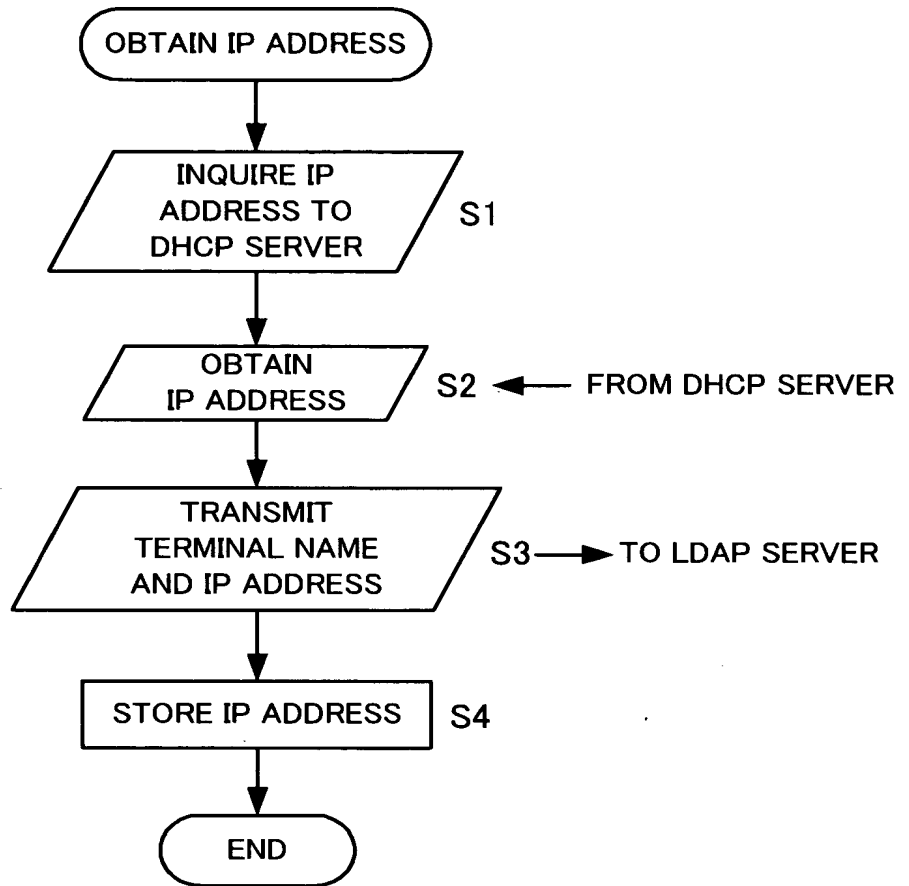 OBTAIN IP ADDRESS
INQUIRE IP
ADDRESS TO
DHCP SERVER
S1
OBTAIN
IP ADDRESS
S2
FROM DHCP SERVER
TRANSMIT
TERMINAL NAME
AND IP ADDRESS
S3
TO LDAP SERVER
STORE IP ADDRESS
S4
END